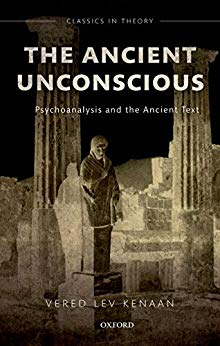 CLASSICS IN THEORY
THE ANCIENT
UNCONSCIOUS
Psychoanalysis and the Ancient Text
VERED LEV KENAAN
OXFORD